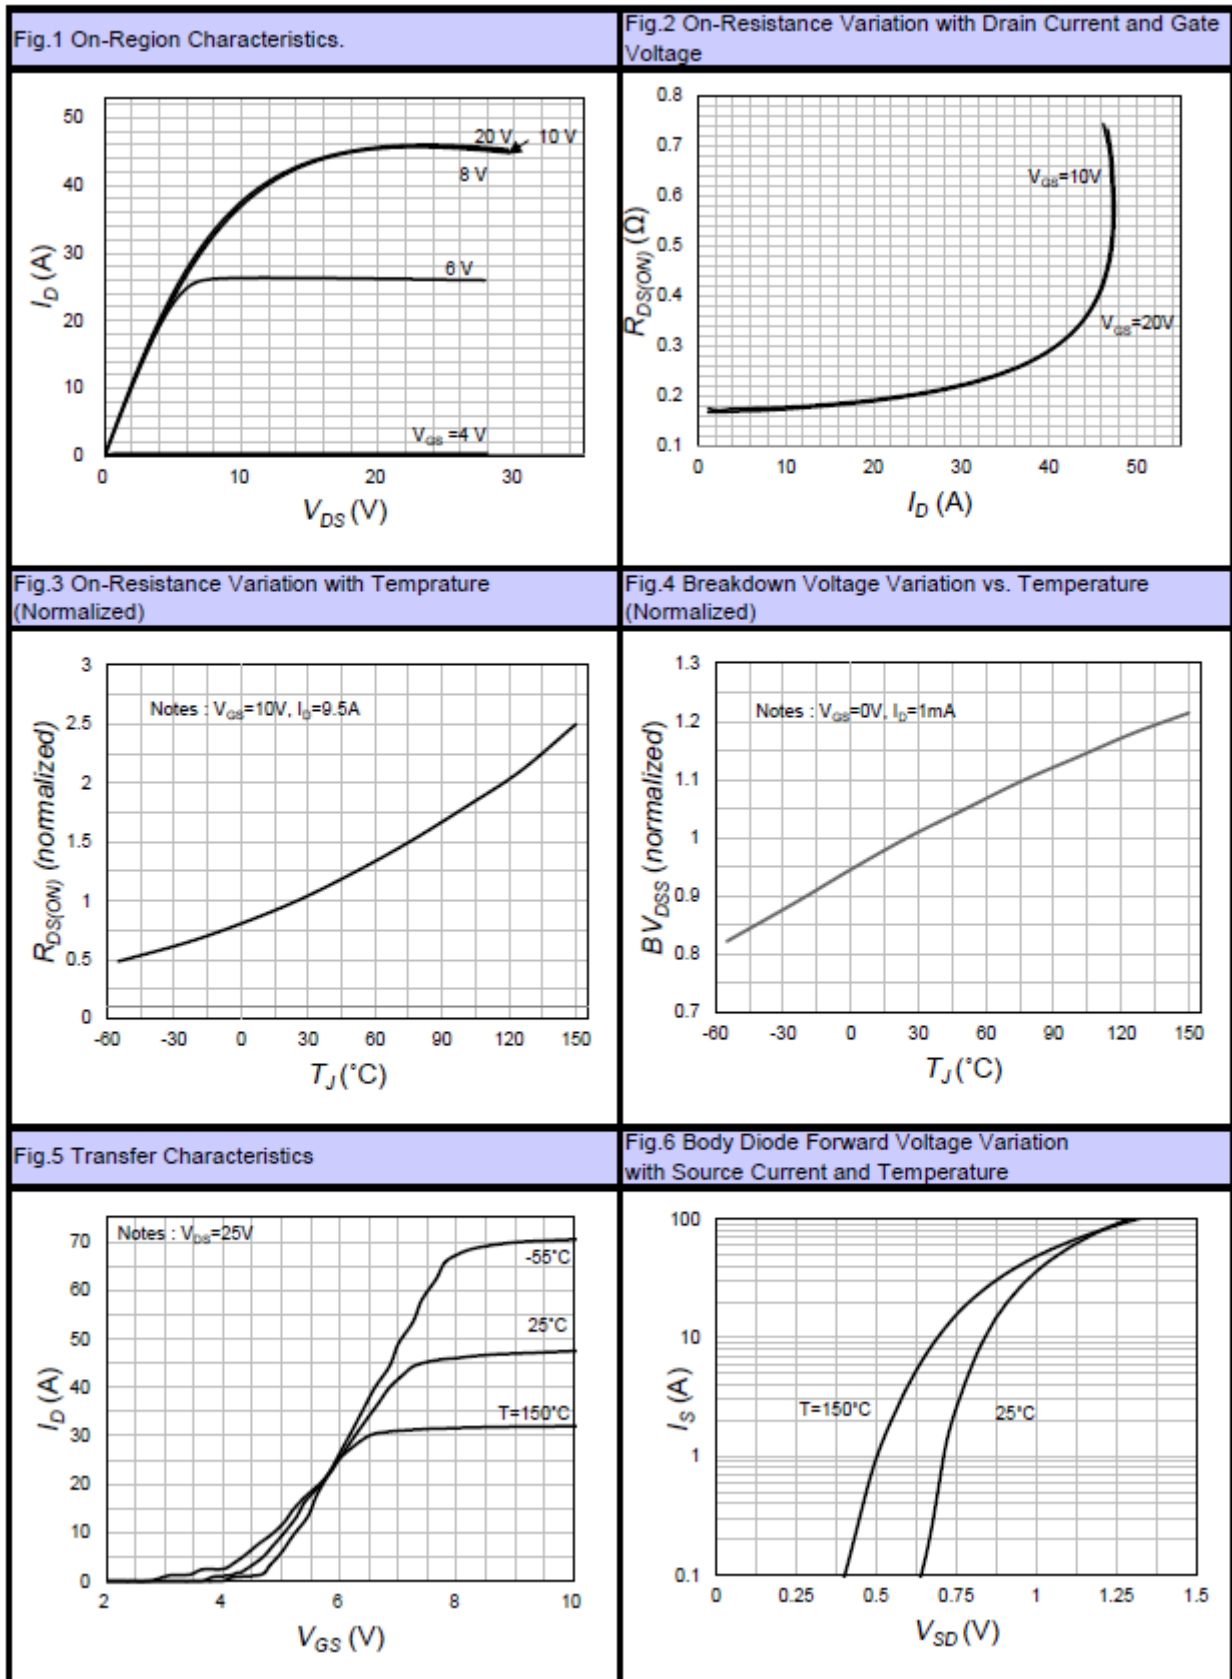 Fig.1 On-Region Characteristics.
Fig.2 On-Resistance Variation with Drain Current and Gate
Voltage
50
40
30
20
10
0
I_D (A)
20 V
10 V
8 V
6 V
V_GS =4 V
0 10 20 30
V_DS (V)
0.8
0.7
0.6
0.5
0.4
0.3
0.2
0.1
R_DS(ON) (Ω)
V_GS=10V
V_GS=20V
0 10 20 30 40 50
I_D (A)
Fig.3 On-Resistance Variation with Temprature
(Normalized)
Fig.4 Breakdown Voltage Variation vs. Temperature
(Normalized)
3
2.5
2
1.5
1
0.5
0
R_DS(ON) (normalized)
Notes : V_GS=10V, I_D=9.5A
-60 -30 0 30 60 90 120 150
T_J (°C)
1.3
1.2
1.1
1
0.9
0.8
0.7
BV_DSS (normalized)
Notes : V_GS=0V, I_D=1mA
-60 -30 0 30 60 90 120 150
T_J (°C)
Fig.5 Transfer Characteristics
Fig.6 Body Diode Forward Voltage Variation
with Source Current and Temperature
70
60
50
40
30
20
10
0
I_D (A)
Notes : V_DS=25V
-55°C
25°C
T=150°C
2 4 6 8 10
V_GS (V)
100
10
1
0.1
I_S (A)
T=150°C
25°C
0 0.25 0.5 0.75 1 1.25 1.5
V_SD (V)